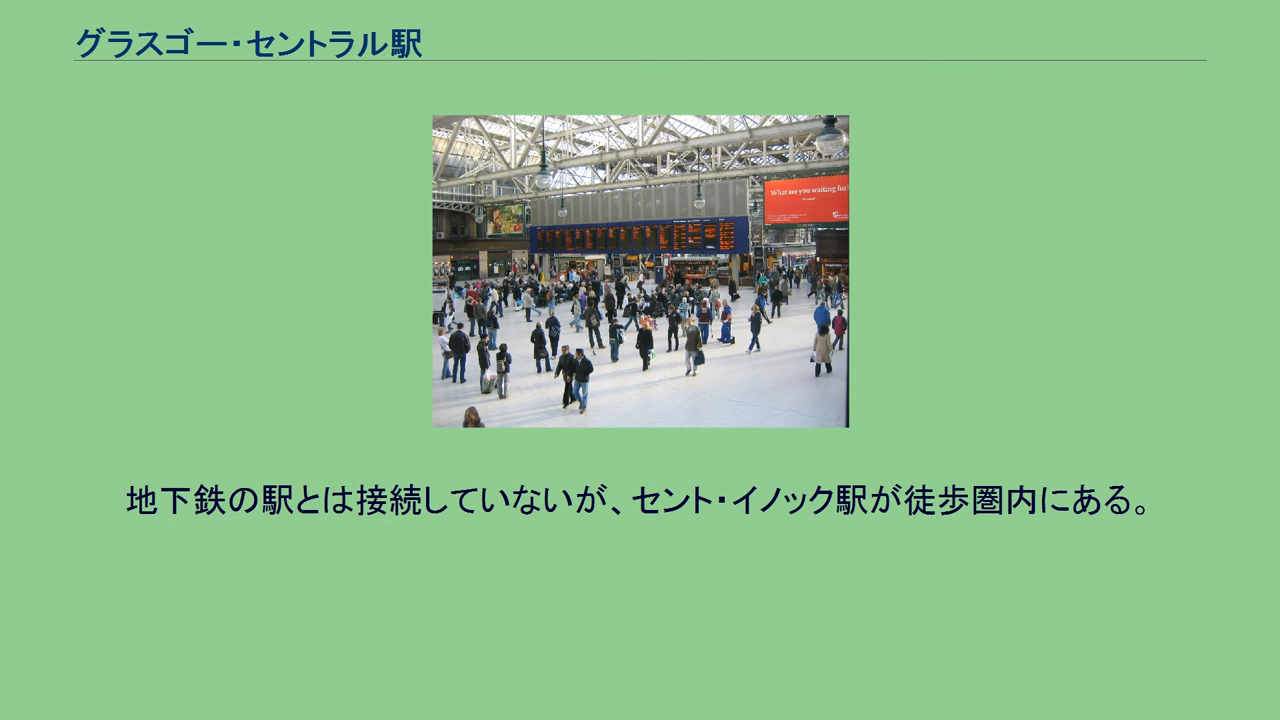 グラスゴー・セントラル駅
What are you waiting for?
地下鉄の駅とは接続していないが、セント・イノック駅が徒歩圏内にある。